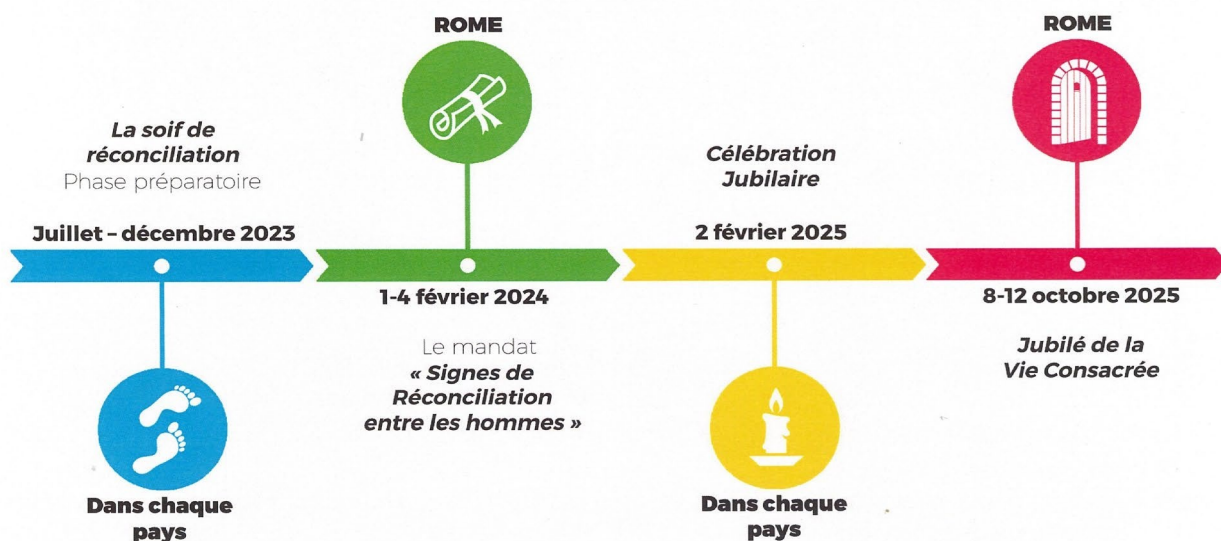 La soif de
réconciliation
Phase préparatoire
Juillet – décembre 2023
Dans chaque
pays
ROME
1-4 février 2024
Le mandat
« Signes de
Réconciliation
entre les hommes »
Célébration
Jubilaire
2 février 2025
Dans chaque
pays
ROME
8-12 octobre 2025
Jubilé de la
Vie Consacrée